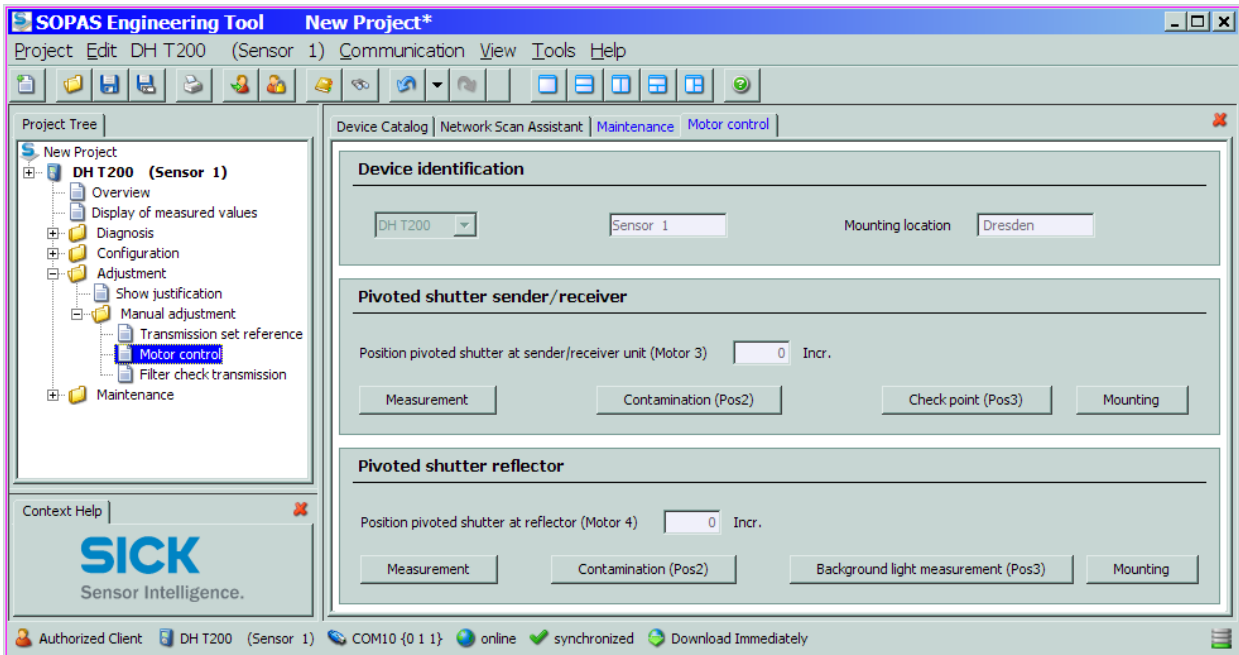 SOPAS Engineering Tool New Project*
Project Edit DH T200 (Sensor 1) Communication View Tools Help
Project Tree
New Project
DH T200 (Sensor 1)
Overview
Display of measured values
Diagnosis
Configuration
Adjustment
Show justification
Manual adjustment
Transmission set reference
Motor control
Filter check transmission
Maintenance
Context Help
SICK
Sensor Intelligence.
Device Catalog Network Scan Assistant Maintenance Motor control
Device identification
DH T200 Sensor 1 Mounting location Dresden
Pivoted shutter sender/receiver
Position pivoted shutter at sender/receiver unit (Motor 3) 0 Incr.
Measurement Contamination (Pos2) Check point (Pos3) Mounting
Pivoted shutter reflector
Position pivoted shutter at reflector (Motor 4) 0 Incr.
Measurement Contamination (Pos2) Background light measurement (Pos3) Mounting
Authorized Client DH T200 (Sensor 1) COM10 {0 1 1} online synchronized Download Immediately